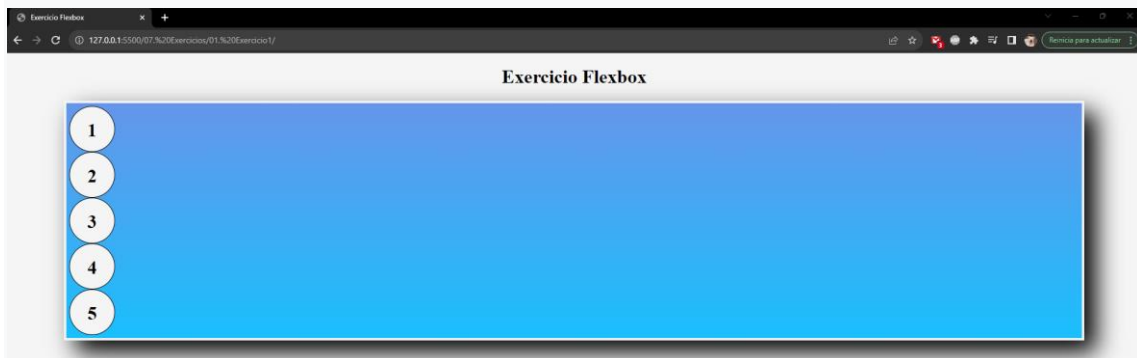 Exercicio Flexbox
127.0.0.1:5500/07.%20Exercicios/01.%20Exercicio1/
Reinicia para actualizar
Exercicio Flexbox
1
2
3
4
5